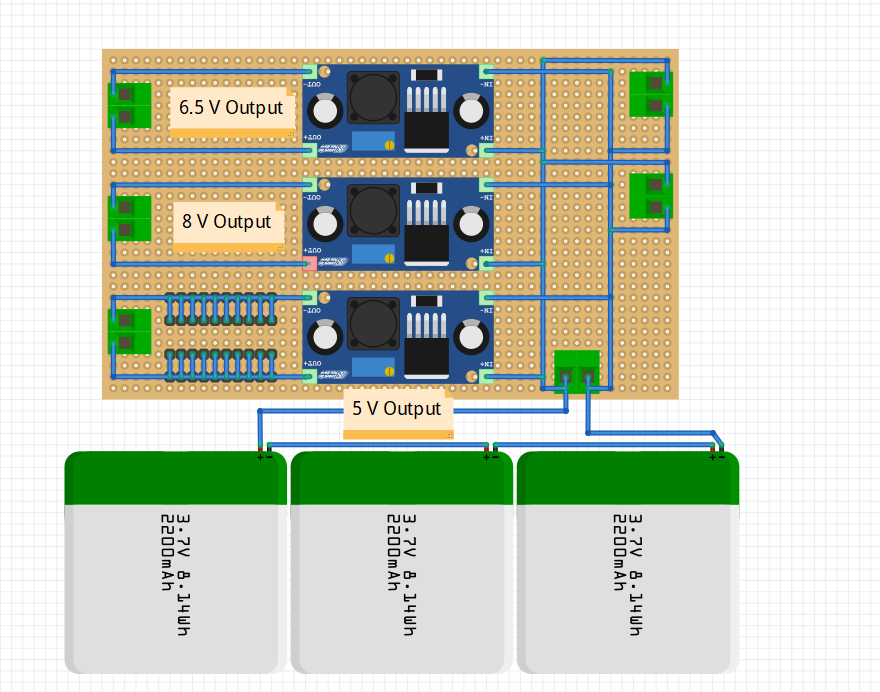 OUT-
IN-
6.5 V Output
OUT+
IN+
OUT-
IN-
8 V Output
OUT+
IN+
OUT-
IN-
OUT+
IN+
5 V Output
+ -
+ -
+ -
3.7V 8.14Wh
2200mAh
3.7V 8.14Wh
2200mAh
3.7V 8.14Wh
2200mAh